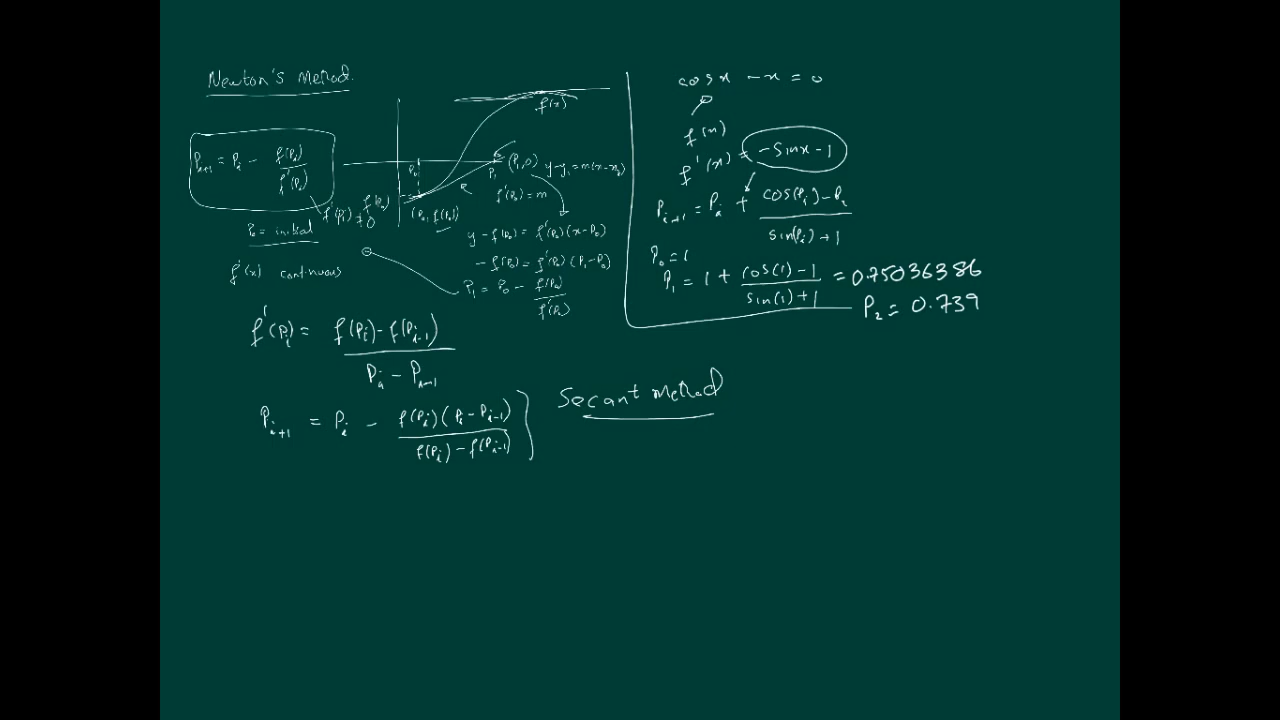 Newton's Method.
P_{i+1} = P_i - f(P_i)/f'(P_i)
f'(P_i) ≠ 0
P_0 = initial
f'(x) continuous
f(x)
P_0
f(P_0)
(P_0, f(P_0))
P_1
(P_1, 0)
y-y_1 = m(x-x_0)
f'(P_0) = m
y - f(P_0) = f'(P_0)(x-P_0)
-f(P_0) = f'(P_0)(P_1-P_0)
P_1 = P_0 - f(P_0)/f'(P_0)
cos x - x = 0
f(x)
f'(x) = -sin x - 1
P_{i+1} = P_i + (cos(P_i) - P_i)/(sin(P_i) + 1)
P_0 = 1
P_1 = 1 + (cos(1) - 1)/(sin(1) + 1) = 0.75036386
P_2 = 0.739
f'(P_i) = (f(P_i) - f(P_{i-1}))/(P_i - P_{i-1})
P_{i+1} = P_i - f(P_i)(P_i - P_{i-1})/(f(P_i) - f(P_{i-1})) }
Secant Method